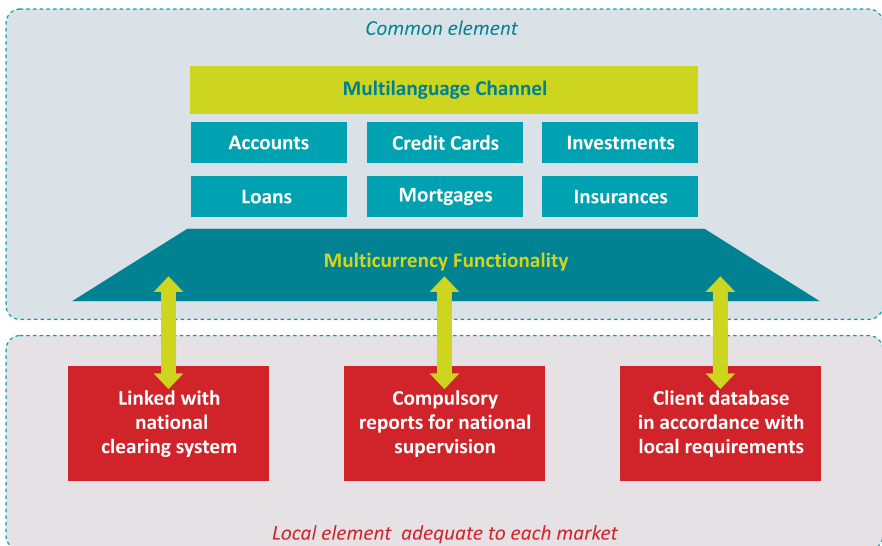 Common element
Multilanguage Channel
Accounts
Credit Cards
Investments
Loans
Mortgages
Insurances
Multicurrency Functionality
Linked with
national
clearing system
Compulsory
reports for national
supervision
Client database
in accordance with
local requirements
Local element  adequate to each market